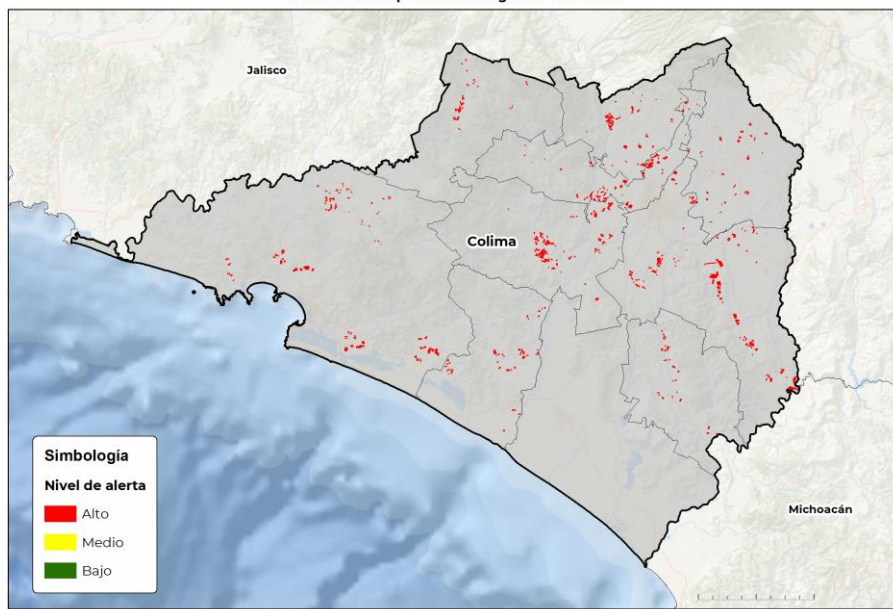 Jalisco
Colima
Michoacán
Simbología
Nivel de alerta
Alto
Medio
Bajo